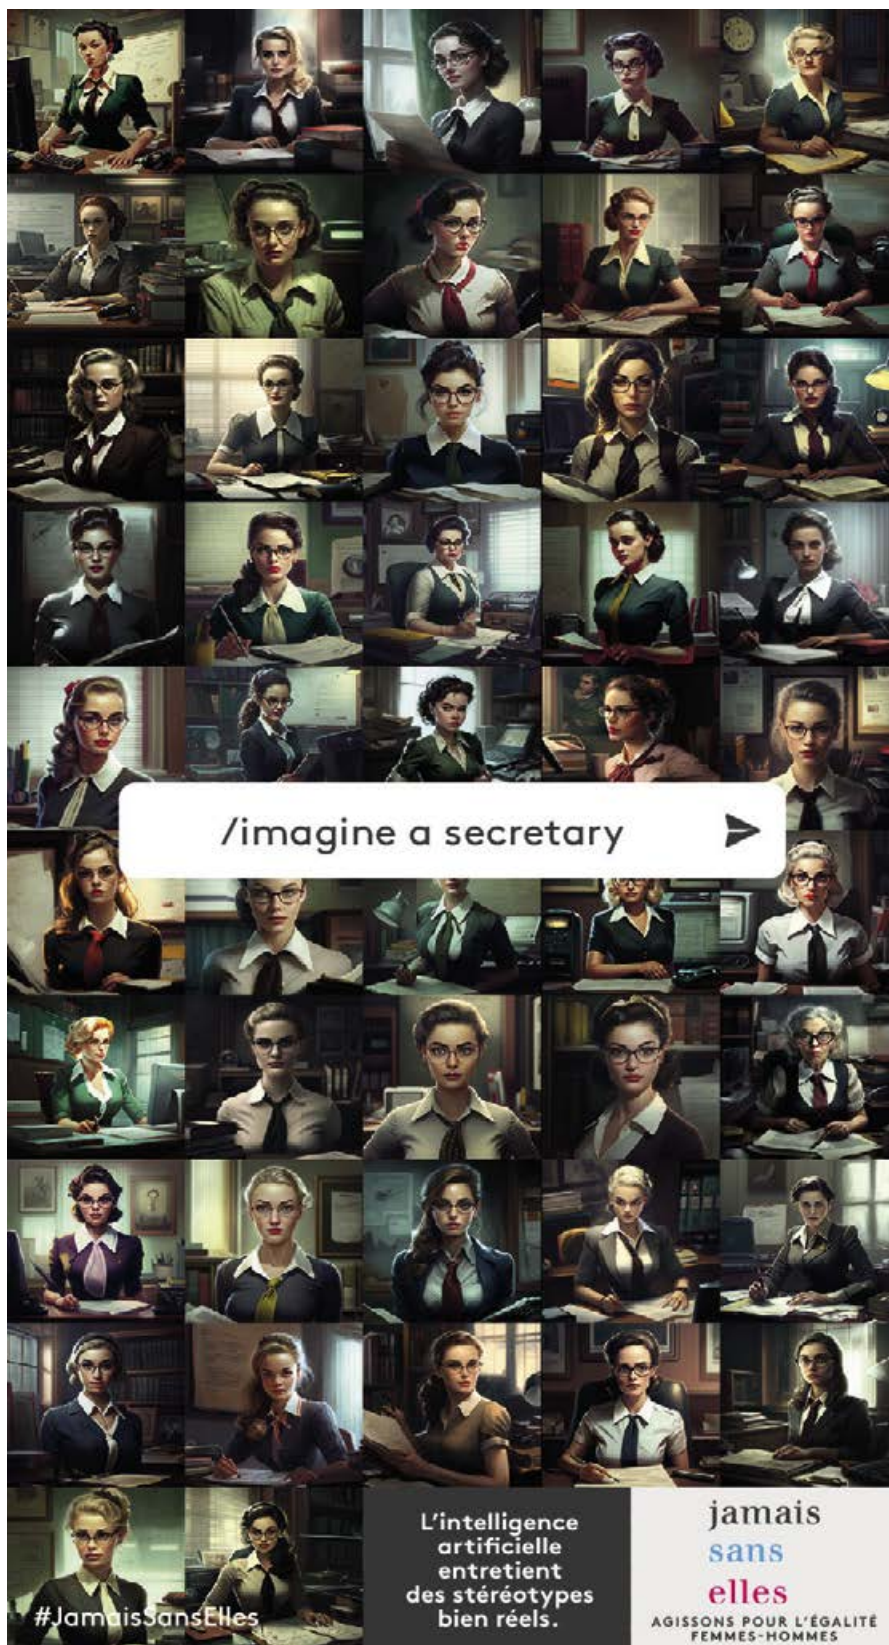 /imagine a secretary
#JamaisSansElles
L'intelligence
artificielle
entretient
des stéréotypes
bien réels.
jamais
sans
elles
AGISSONS POUR L'ÉGALITÉ
FEMMES-HOMMES